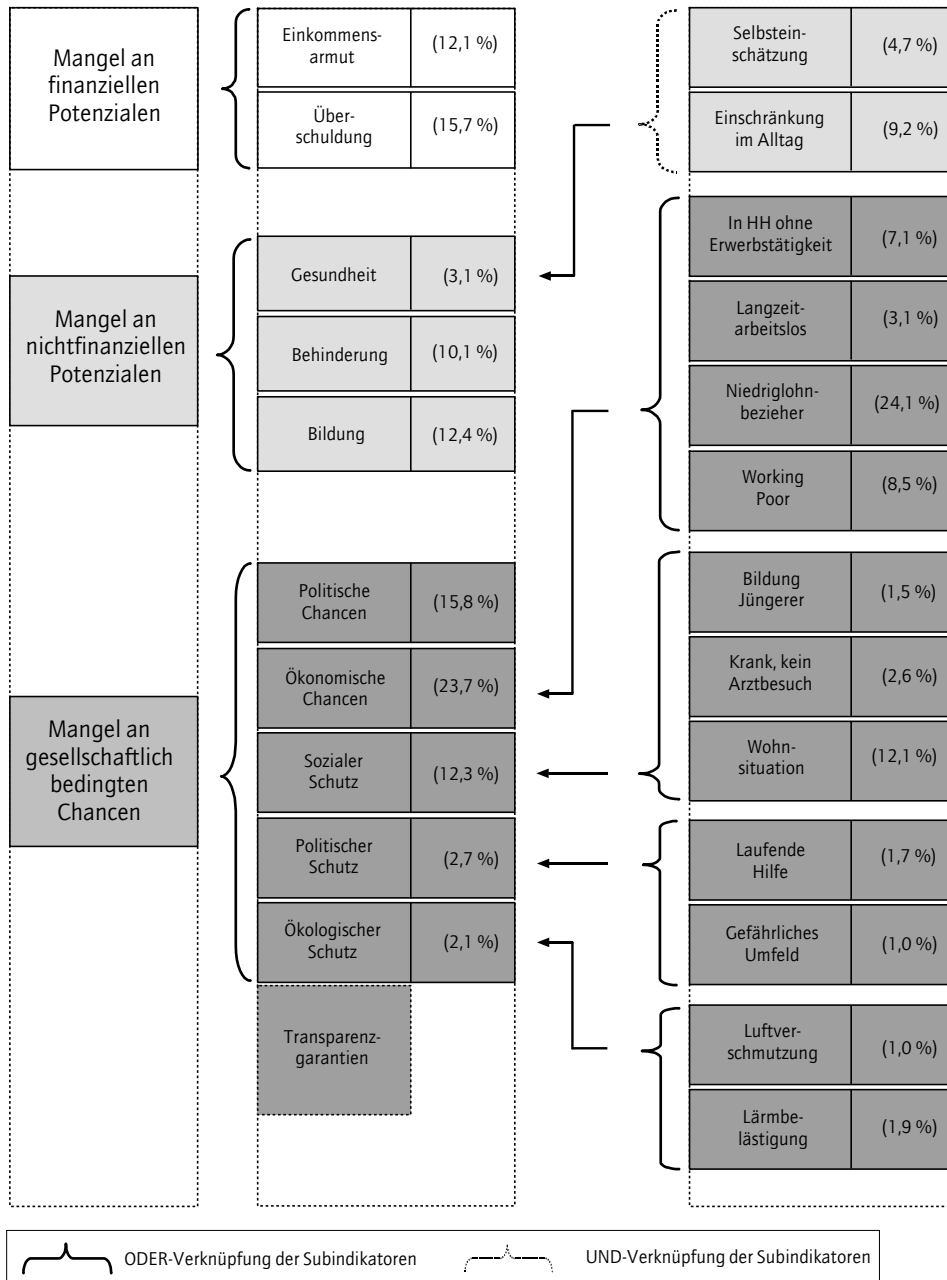 Mangel an
finanziellen
Potenzialen
Einkommens-
armut
(12,1 %)
Über-
schuldung
(15,7 %)
Mangel an
nichtfinanziellen
Potenzialen
Gesundheit
(3,1 %)
Behinderung
(10,1 %)
Bildung
(12,4 %)
Mangel an
gesellschaftlich
bedingten
Chancen
Politische
Chancen
(15,8 %)
Ökonomische
Chancen
(23,7 %)
Sozialer
Schutz
(12,3 %)
Politischer
Schutz
(2,7 %)
Ökologischer
Schutz
(2,1 %)
Transparenz-
garantien
Selbstein-
schätzung
(4,7 %)
Einschränkung
im Alltag
(9,2 %)
In HH ohne
Erwerbstätigkeit
(7,1 %)
Langzeit-
arbeitslos
(3,1 %)
Niedriglohn-
bezieher
(24,1 %)
Working
Poor
(8,5 %)
Bildung
Jüngerer
(1,5 %)
Krank, kein
Arztbesuch
(2,6 %)
Wohn-
situation
(12,1 %)
Laufende
Hilfe
(1,7 %)
Gefährliches
Umfeld
(1,0 %)
Luftver-
schmutzung
(1,0 %)
Lärmbe-
lästigung
(1,9 %)
ODER-Verknüpfung der Subindikatoren
UND-Verknüpfung der Subindikatoren